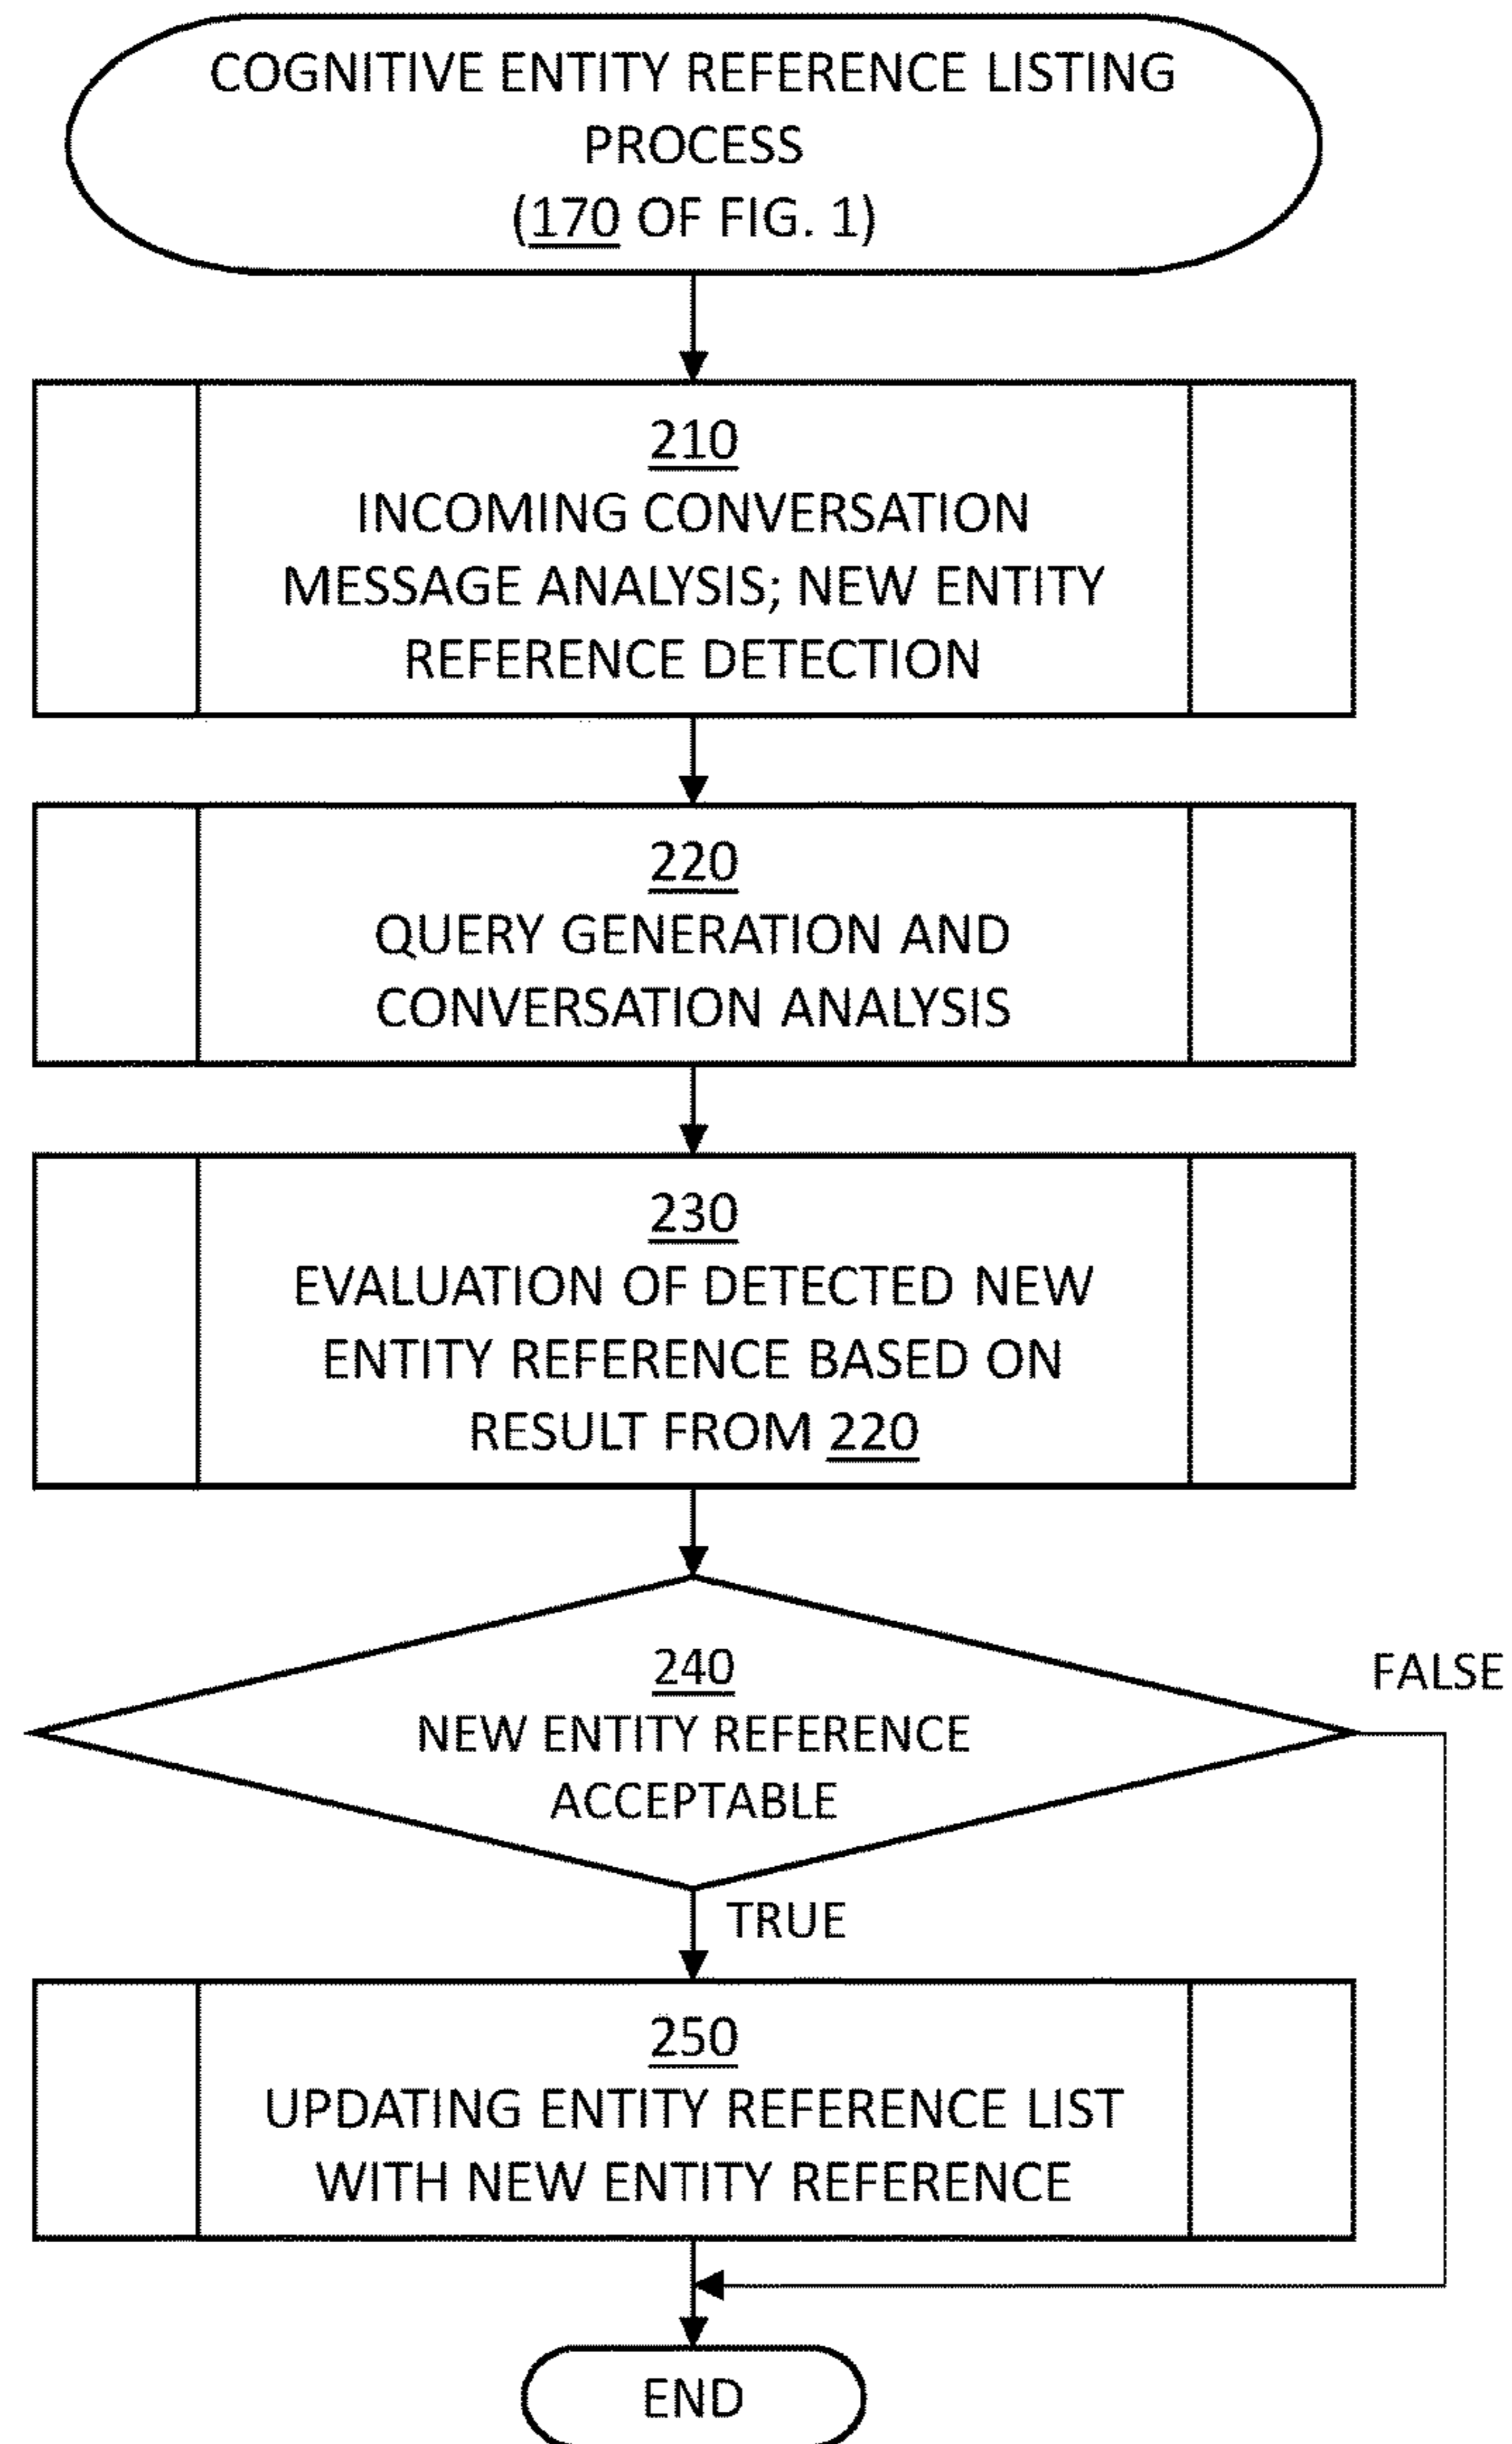 COGNITIVE ENTITY REFERENCE LISTING
PROCESS
(170 OF FIG. 1)
210
INCOMING CONVERSATION
MESSAGE ANALYSIS; NEW ENTITY
REFERENCE DETECTION
220
QUERY GENERATION AND
CONVERSATION ANALYSIS
230
EVALUATION OF DETECTED NEW
ENTITY REFERENCE BASED ON
RESULT FROM 220
240
NEW ENTITY REFERENCE
ACCEPTABLE
FALSE
TRUE
250
UPDATING ENTITY REFERENCE LIST
WITH NEW ENTITY REFERENCE
END